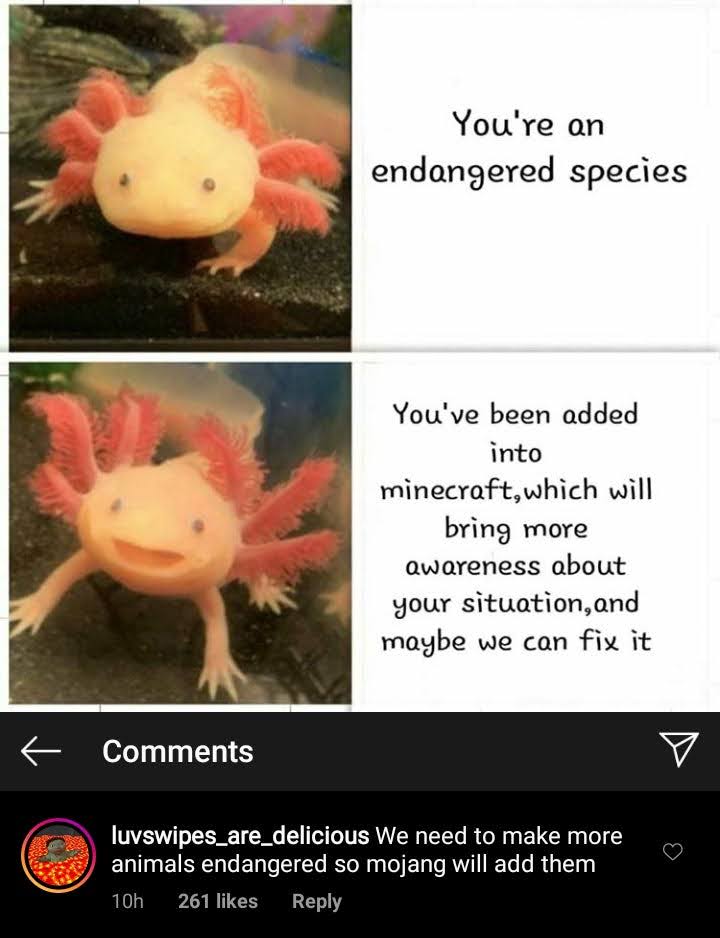 You're an
endangered species
You've been added
into
minecraft,which will
bring more
awareness about
your situation,and
maybe we can fix it
Comments
luvswipes_are_delicious We need to make more
animals endangered so mojang will add them
10h 261 likes Reply